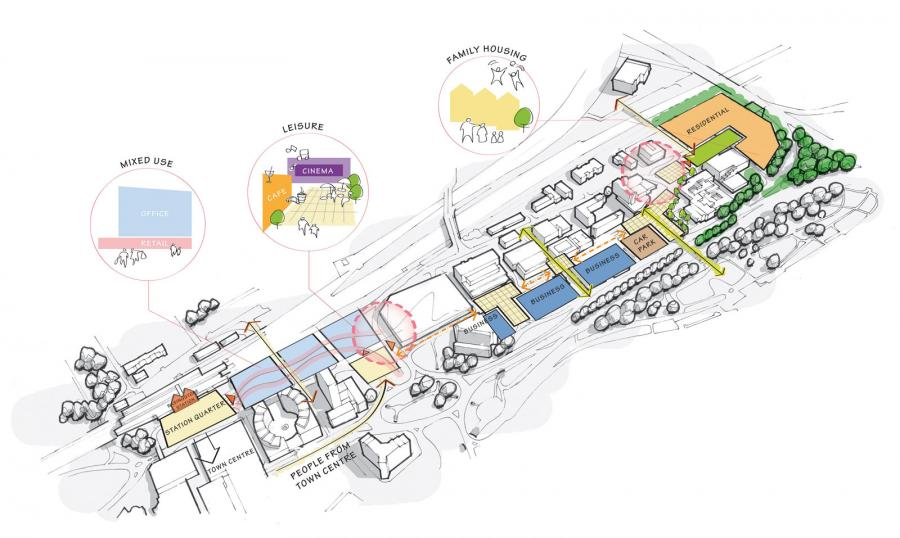 FAMILY HOUSING
LEISURE
MIXED USE
CINEMA
CAFE
OFFICE
RETAIL
RESIDENTIAL
CAR
PARK
BUSINESS
BUSINESS
BUSINESS
STATION
STATION QUARTER
TOWN CENTRE
PEOPLE FROM
TOWN CENTRE